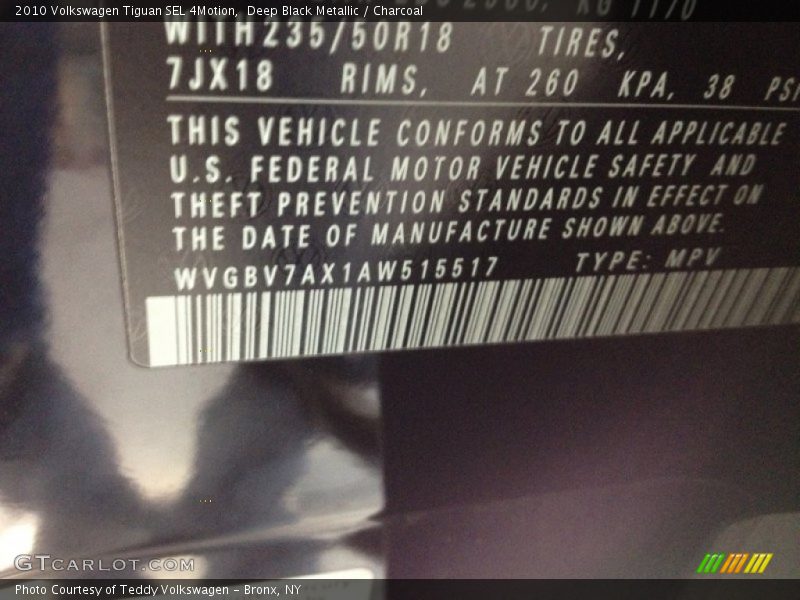 2010 Volkswagen Tiguan SEL 4Motion, Deep Black Metallic / Charcoal
WITH 235/50R18 TIRES,
7JX18 RIMS, AT 260 KPA, 38 PSI
THIS VEHICLE CONFORMS TO ALL APPLICABLE
U.S. FEDERAL MOTOR VEHICLE SAFETY AND
THEFT PREVENTION STANDARDS IN EFFECT ON
THE DATE OF MANUFACTURE SHOWN ABOVE.
WVGBV7AX1AW515517 TYPE: MPV
GTCARLOT.COM
Photo Courtesy of Teddy Volkswagen - Bronx, NY